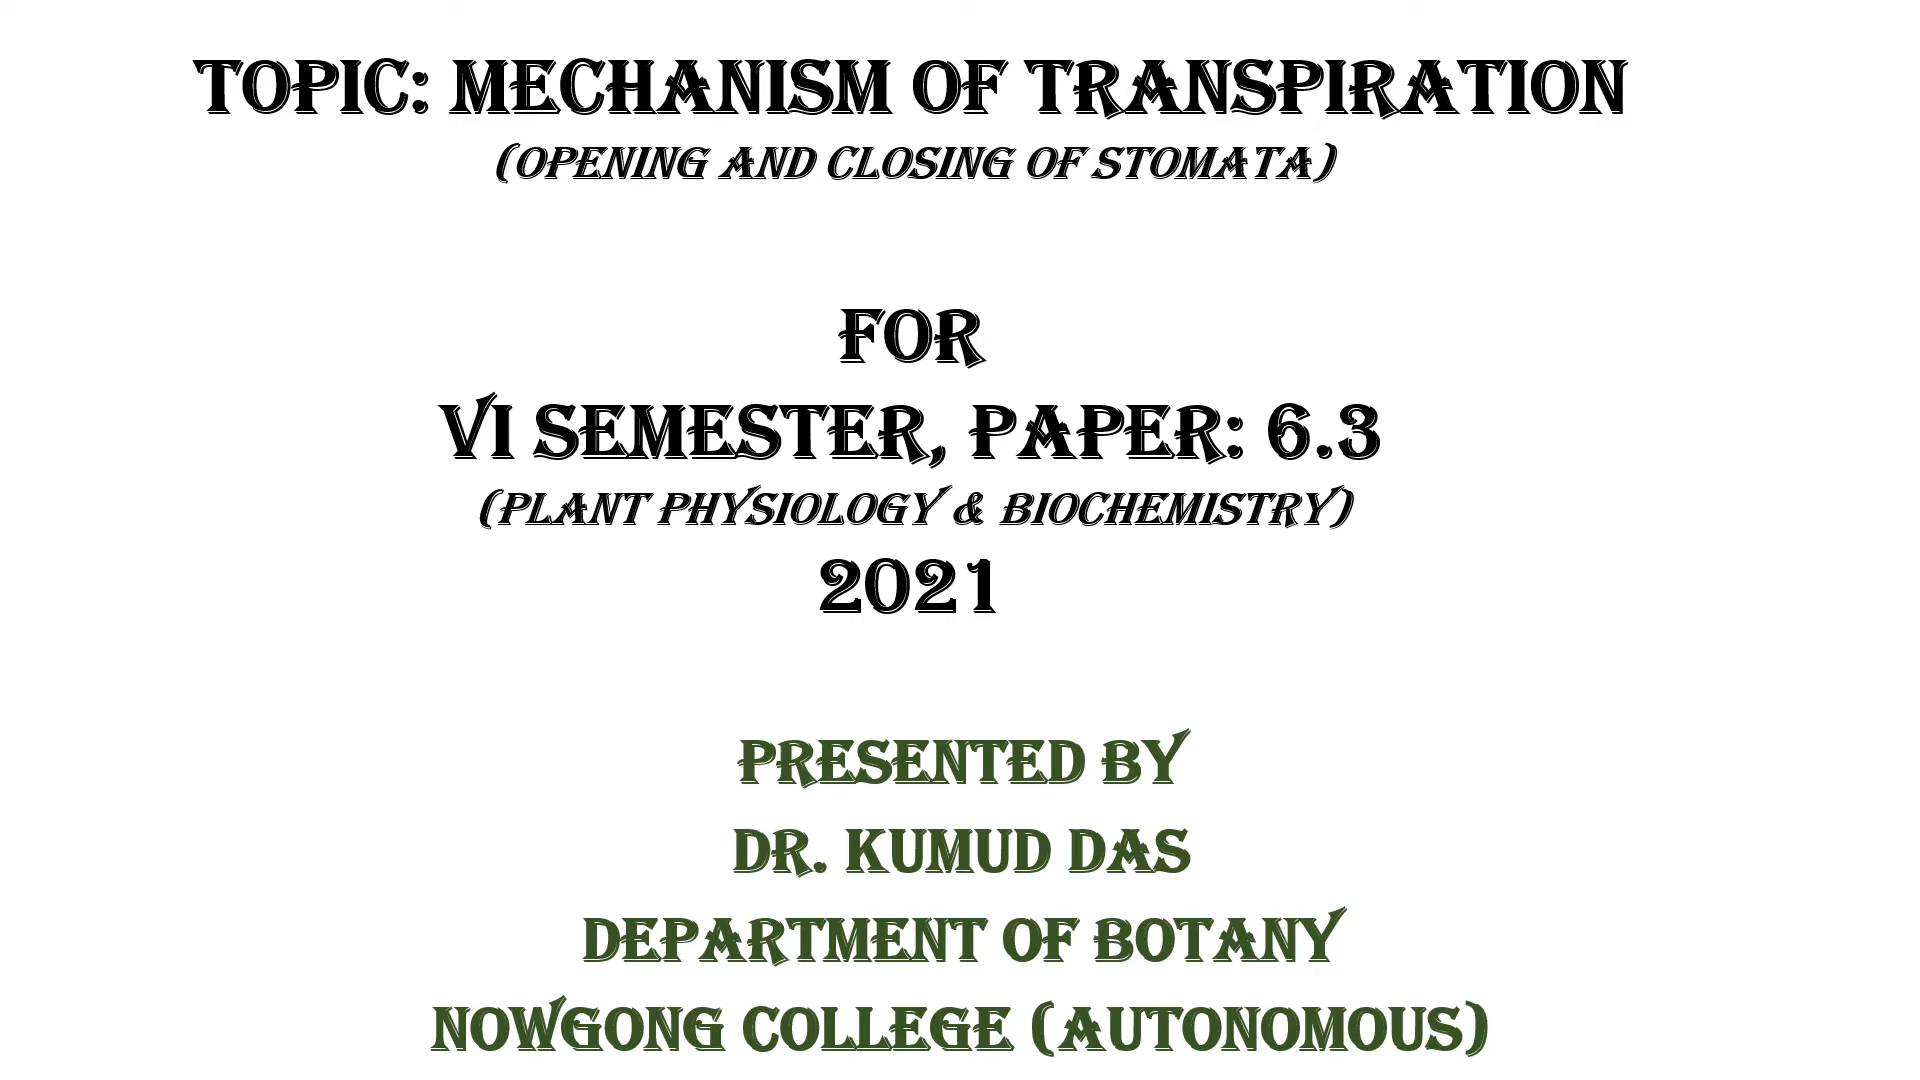 TOPIC: MECHANISM OF TRANSPIRATION
(OPENING AND CLOSING OF STOMATA)
FOR
VI SEMESTER, PAPER: 6.3
(PLANT PHYSIOLOGY & BIOCHEMISTRY)
2021
PRESENTED BY
DR. KUMUD DAS
DEPARTMENT OF BOTANY
NOWGONG COLLEGE (AUTONOMOUS)